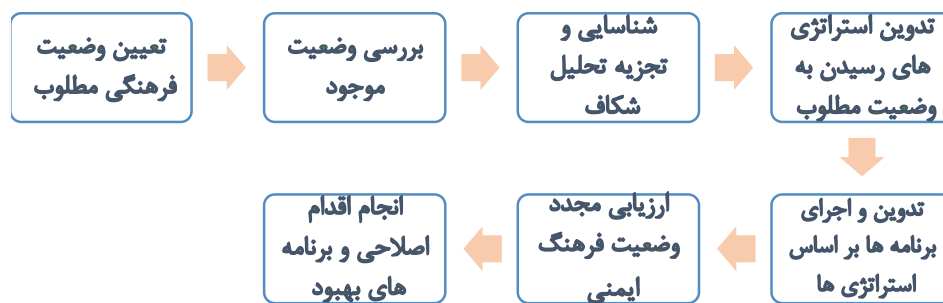 تعیین وضعیت
فرهنگی مطلوب
بررسی وضعیت
موجود
شناسایی و
تجزیه تحلیل
شکاف
تدوین استراتژی
های رسیدن به
وضعیت مطلوب
تدوین و اجرای
برنامه ها بر اساس
استراتژی ها
ارزیابی مجدد
وضعیت فرهنگ
ایمنی
انجام اقدام
اصلاحی و برنامه
های بهبود